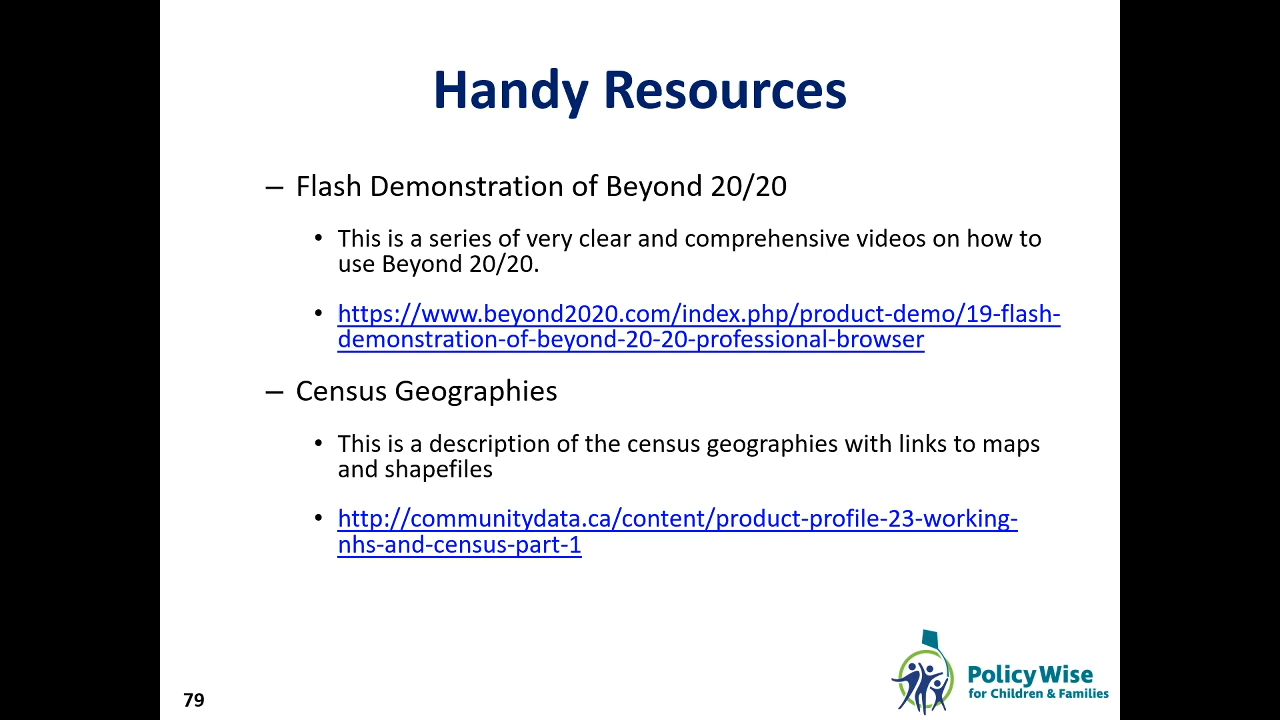 Handy Resources
– Flash Demonstration of Beyond 20/20
• This is a series of very clear and comprehensive videos on how to
use Beyond 20/20.
• https://www.beyond2020.com/index.php/product-demo/19-flash-
demonstration-of-beyond-20-20-professional-browser
– Census Geographies
• This is a description of the census geographies with links to maps
and shapefiles
• http://communitydata.ca/content/product-profile-23-working-
nhs-and-census-part-1
79
PolicyWise
for Children & Families